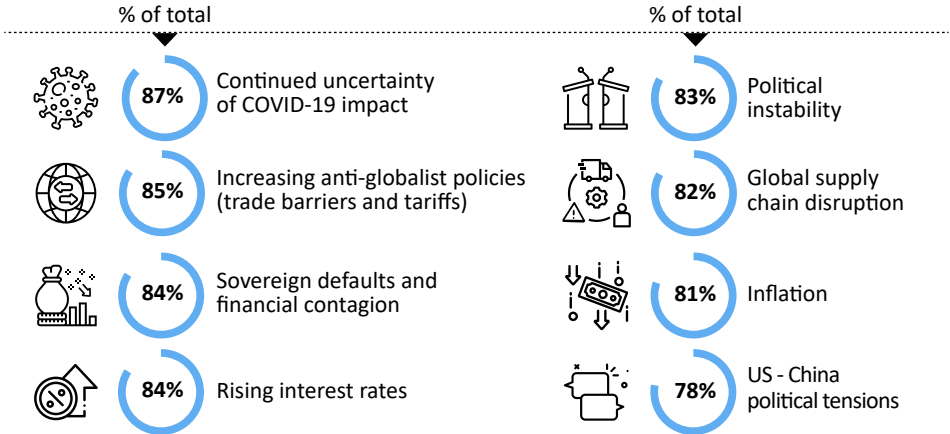 % of total
87%
Continued uncertainty
of COVID-19 impact
85%
Increasing anti-globalist policies
(trade barriers and tariffs)
84%
Sovereign defaults and
financial contagion
84%
Rising interest rates
% of total
83%
Political
instability
82%
Global supply
chain disruption
81%
Inflation
78%
US - China
political tensions